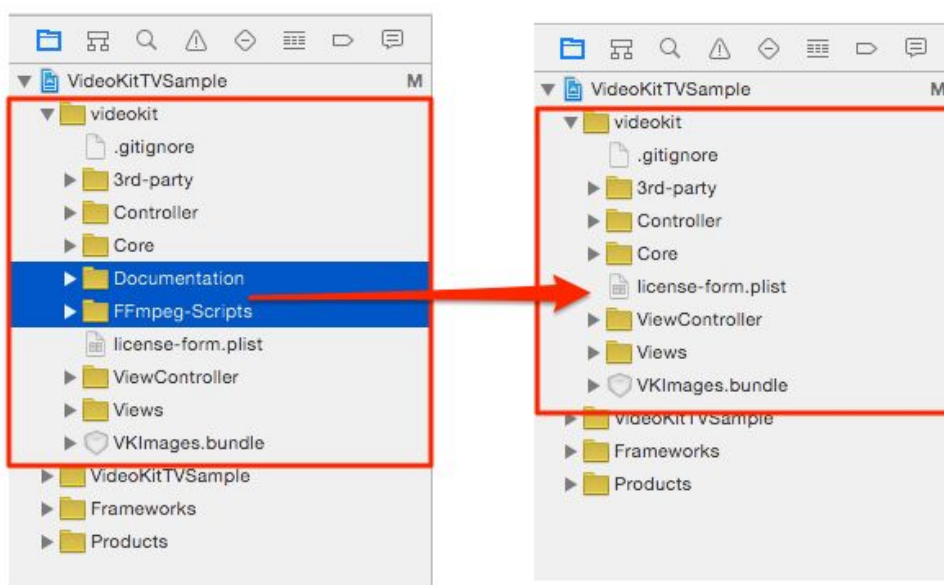 VideoKitTVSample M
videokit
.gitignore
3rd-party
Controller
Core
Documentation
FFmpeg-Scripts
license-form.plist
ViewController
Views
VKImages.bundle
VideoKitTVSample
Frameworks
Products
VideoKitTVSample M
videokit
.gitignore
3rd-party
Controller
Core
license-form.plist
ViewController
Views
VKImages.bundle
VideoKitTVSample
Frameworks
Products